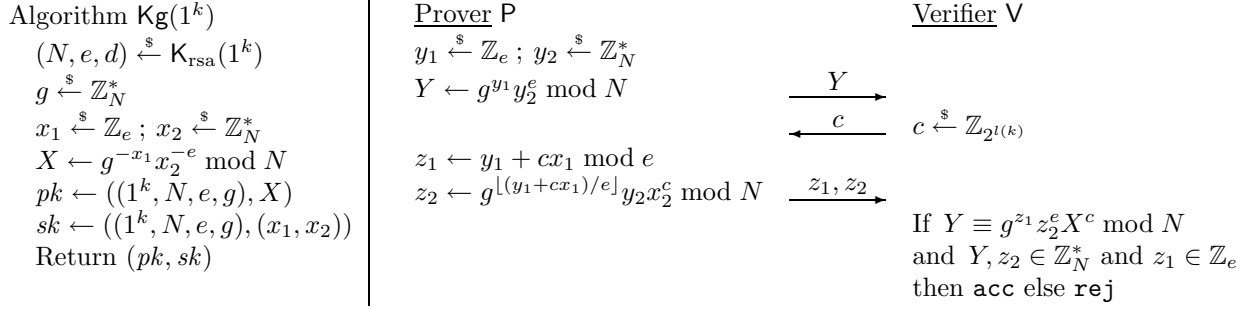 Algorithm Kg(1^k)
(N, e, d) ←$ K_rsa(1^k)
g ←$ ℤ*_N
x_1 ←$ ℤ_e ; x_2 ←$ ℤ*_N
X ← g^{-x_1} x_2^{-e} mod N
pk ← ((1^k, N, e, g), X)
sk ← ((1^k, N, e, g), (x_1, x_2))
Return (pk, sk)
Prover P
y_1 ←$ ℤ_e ; y_2 ←$ ℤ*_N
Y ← g^{y_1} y_2^e mod N
z_1 ← y_1 + cx_1 mod e
z_2 ← g^{⌊(y_1+cx_1)/e⌋} y_2 x_2^c mod N
Y
c
z_1, z_2
Verifier V
c ←$ ℤ_{2^{l(k)}}
If Y ≡ g^{z_1} z_2^e X^c mod N
and Y, z_2 ∈ ℤ*_N and z_1 ∈ ℤ_e
then acc else rej